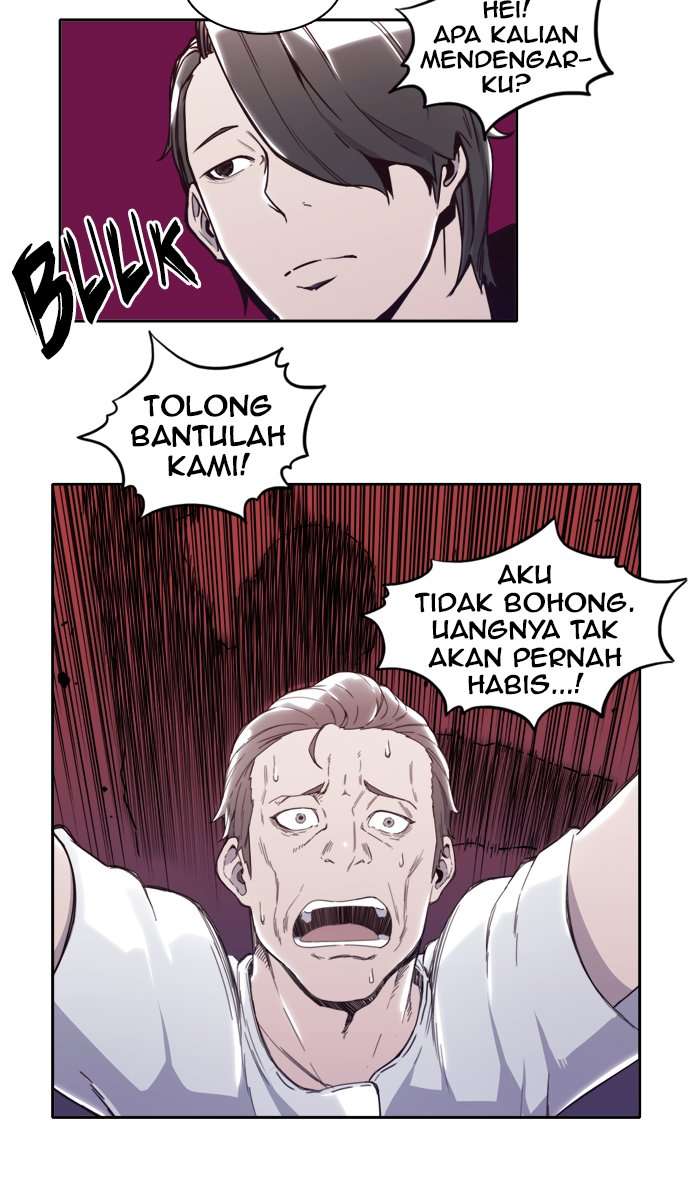 HEI!
APA KALIAN
MENDENGAR-
KU?
BUUK
TOLONG
BANTULAH
KAMI!
AKU
TIDAK BOHONG.
UANGNYA TAK
AKAN PERNAH
HABIS...!